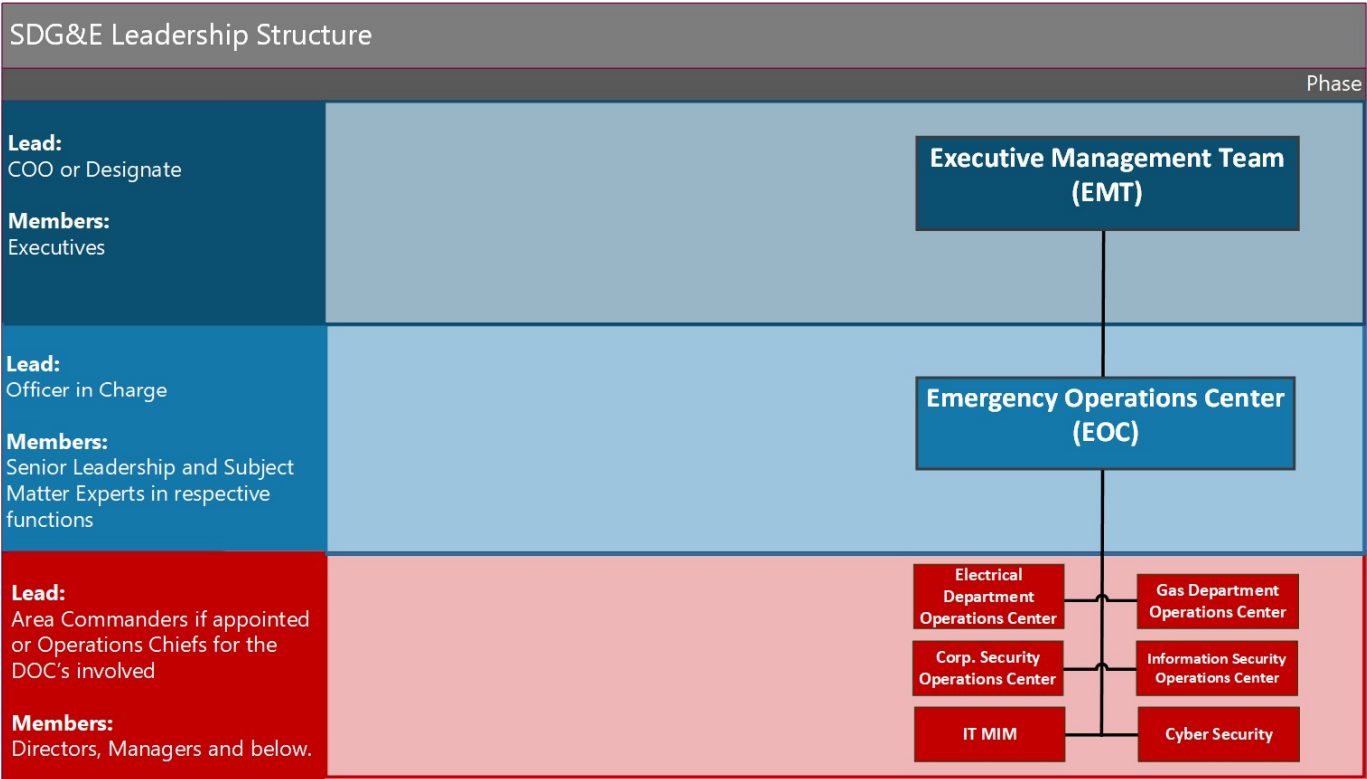 SDG&E Leadership Structure
Phase
Lead:
COO or Designate
Members:
Executives
Executive Management Team
(EMT)
Lead:
Officer in Charge
Members:
Senior Leadership and Subject
Matter Experts in respective
functions
Emergency Operations Center
(EOC)
Lead:
Area Commanders if appointed
or Operations Chiefs for the
DOC's involved
Members:
Directors, Managers and below.
Electrical
Department
Operations Center
Gas Department
Operations Center
Corp. Security
Operations Center
Information Security
Operations Center
IT MIM
Cyber Security